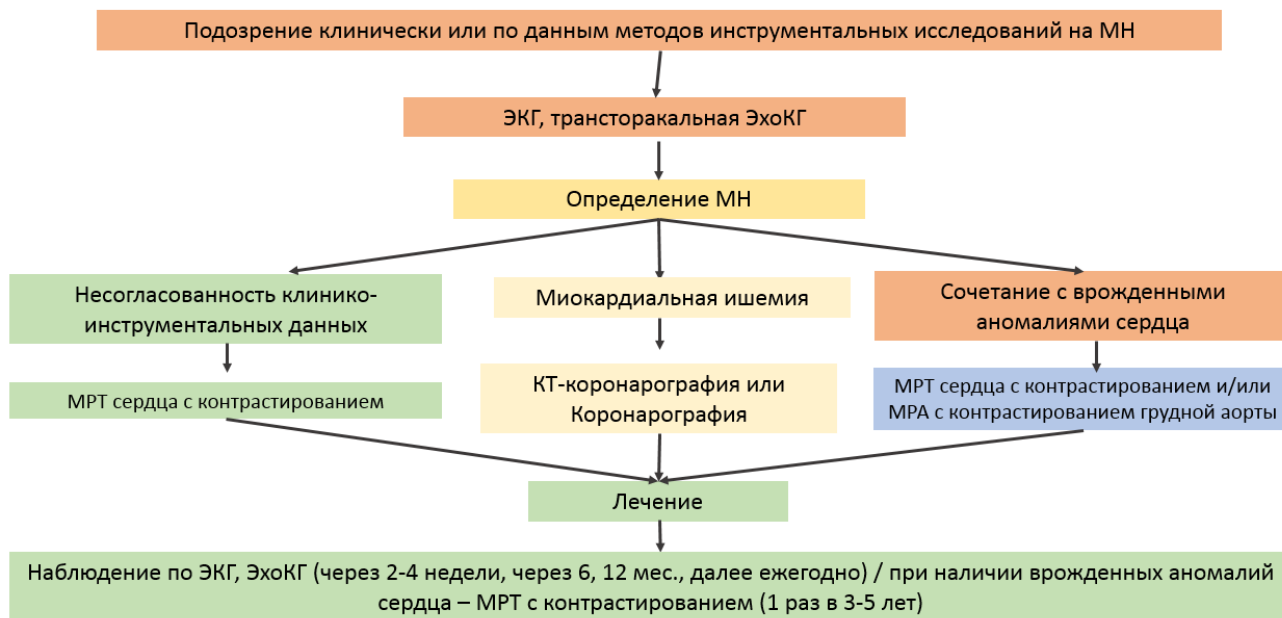 Подозрение клинически или по данным методов инструментальных исследований на МН
ЭКГ, трансторакальная ЭхоКГ
Определение МН
Несогласованность клинико-
инструментальных данных
Миокардиальная ишемия
Сочетание с врожденными
аномалиями сердца
МРТ сердца с контрастированием
КТ-коронарография или
Коронарография
МРТ сердца с контрастированием и/или
МРА с контрастированием грудной аорты
Лечение
Наблюдение по ЭКГ, ЭхоКГ (через 2-4 недели, через 6, 12 мес., далее ежегодно) / при наличии врожденных аномалий
сердца – МРТ с контрастированием (1 раз в 3-5 лет)